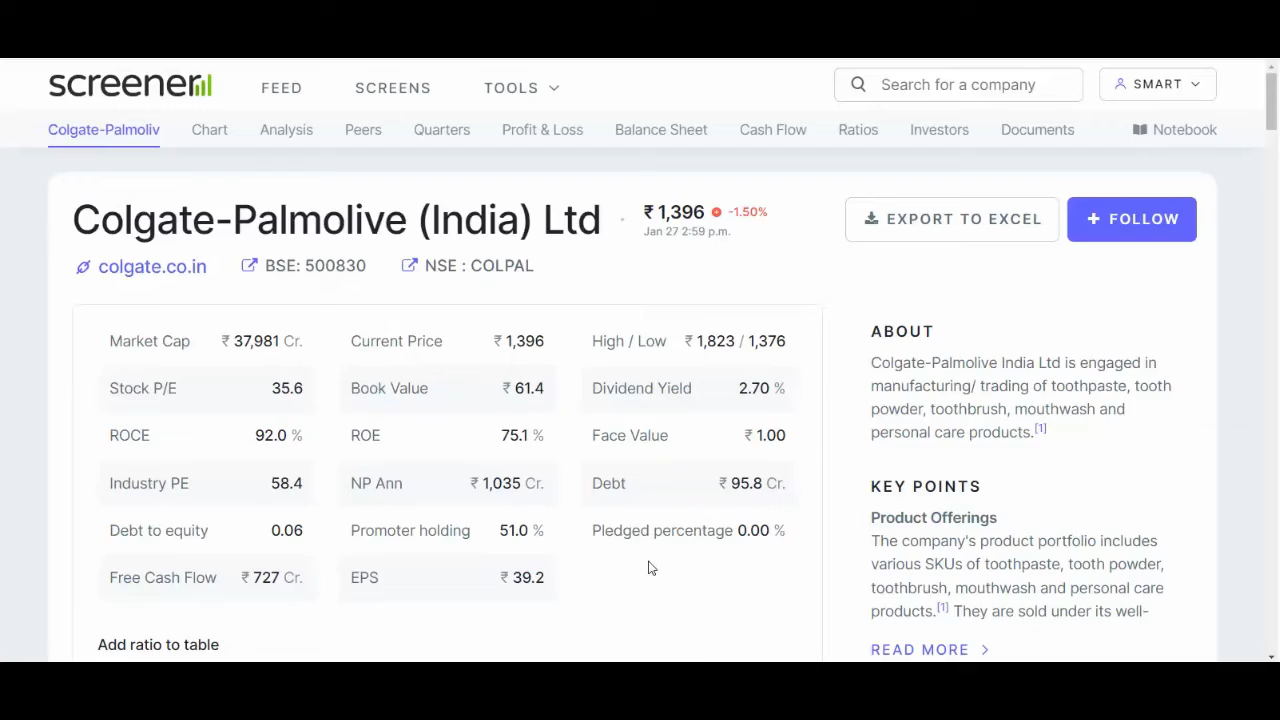 screener
FEED SCREENS TOOLS
Search for a company
SMART
Colgate-Palmoliv Chart Analysis Peers Quarters Profit & Loss Balance Sheet Cash Flow Ratios Investors Documents Notebook
Colgate-Palmolive (India) Ltd
₹ 1,396 -1.50%
Jan 27 2:59 p.m.
EXPORT TO EXCEL
FOLLOW
colgate.co.in BSE: 500830 NSE : COLPAL
Market Cap ₹ 37,981 Cr. Current Price ₹ 1,396 High / Low ₹ 1,823 / 1,376
Stock P/E 35.6 Book Value ₹ 61.4 Dividend Yield 2.70 %
ROCE 92.0 % ROE 75.1 % Face Value ₹ 1.00
Industry PE 58.4 NP Ann ₹ 1,035 Cr. Debt ₹ 95.8 Cr.
Debt to equity 0.06 Promoter holding 51.0 % Pledged percentage 0.00 %
Free Cash Flow ₹ 727 Cr. EPS ₹ 39.2
Add ratio to table
ABOUT
Colgate-Palmolive India Ltd is engaged in
manufacturing/ trading of toothpaste, tooth
powder, toothbrush, mouthwash and
personal care products.[1]
KEY POINTS
Product Offerings
The company's product portfolio includes
various SKUs of toothpaste, tooth powder,
toothbrush, mouthwash and personal care
products.[1] They are sold under its well-
READ MORE